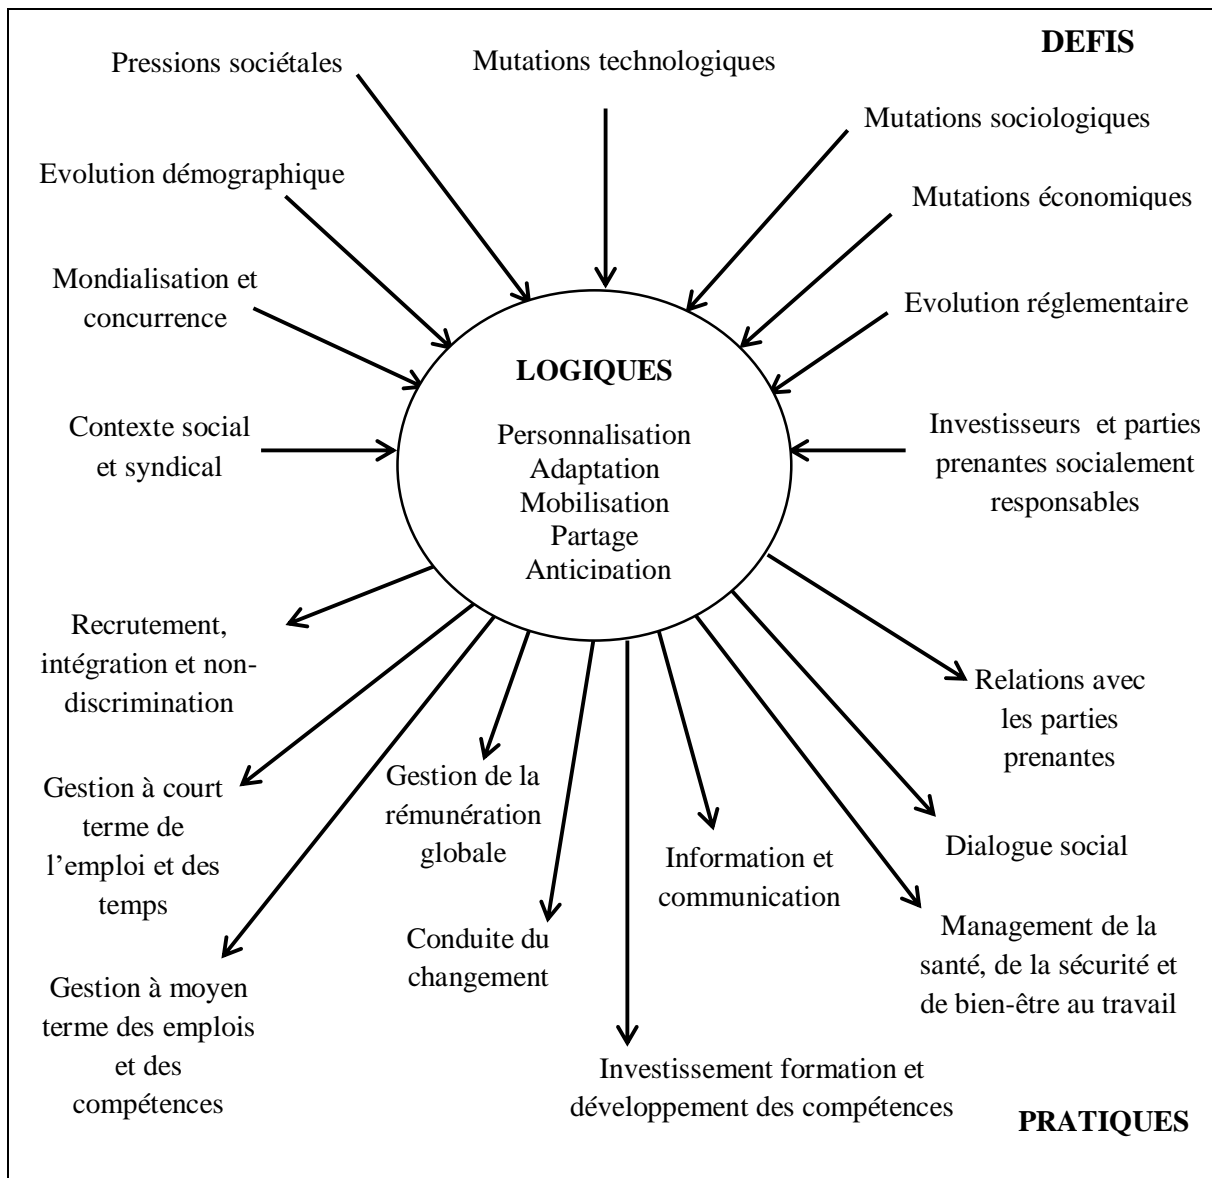 DEFIS
Pressions sociétales
Mutations technologiques
Mutations sociologiques
Evolution démographique
Mutations économiques
Mondialisation et
concurrence
Evolution réglementaire
LOGIQUES
Personnalisation
Adaptation
Mobilisation
Partage
Anticipation
Contexte social
et syndical
Investisseurs et parties
prenantes socialement
responsables
Recrutement,
intégration et non-
discrimination
Relations avec
les parties
prenantes
Gestion à court
terme de
l’emploi et des
temps
Gestion de la
rémunération
globale
Information et
communication
Dialogue social
Conduite du
changement
Management de la
santé, de la sécurité et
de bien-être au travail
Gestion à moyen
terme des emplois
et des
compétences
Investissement formation et
développement des compétences
PRATIQUES